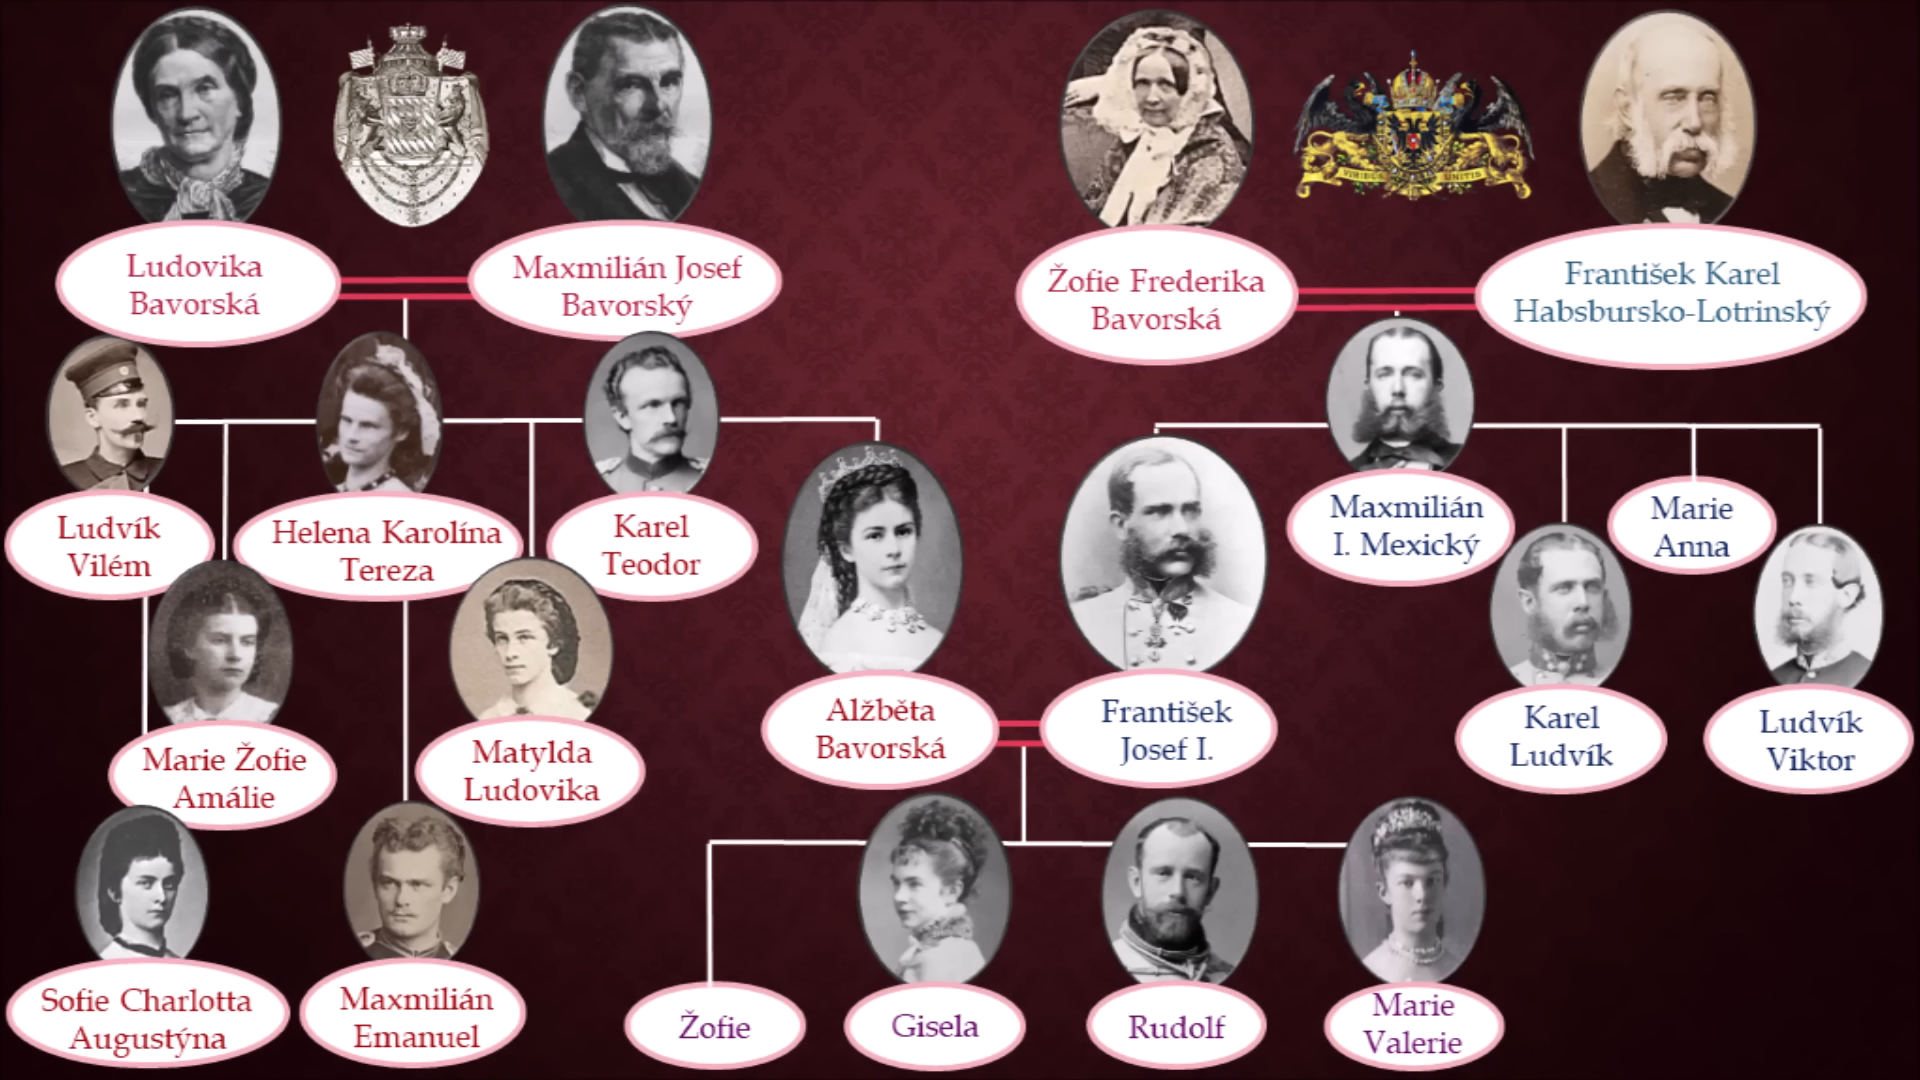 VIRIBUS UNITIS
Ludovika
Bavorská
Maxmilián Josef
Bavorský
Žofie Frederika
Bavorská
František Karel
Habsbursko-Lotrinský
Ludvík
Vilém
Helena Karolína
Tereza
Karel
Teodor
Maxmilián
I. Mexický
Marie
Anna
Marie Žofie
Amálie
Matylda
Ludovika
Alžběta
Bavorská
František
Josef I.
Karel
Ludvík
Ludvík
Viktor
Sofie Charlotta
Augustýna
Maxmilián
Emanuel
Žofie
Gisela
Rudolf
Marie
Valerie